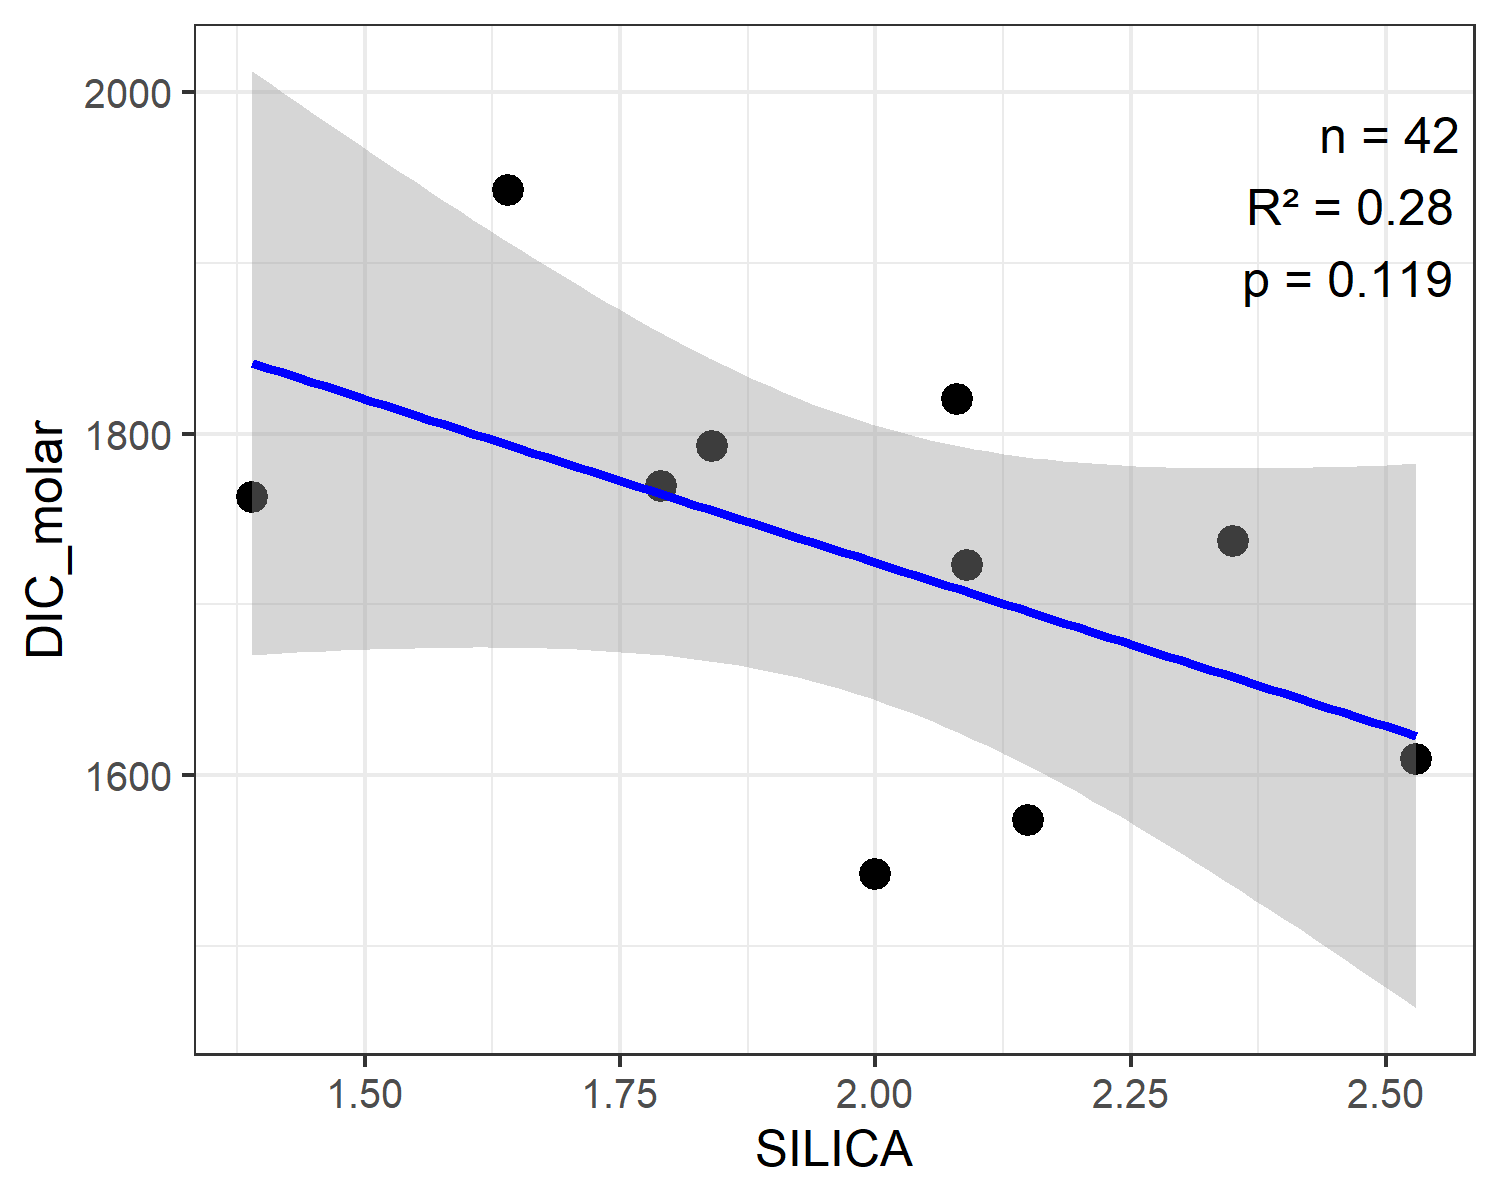 2000
1800
1600
DIC_molar
n = 42
R² = 0.28
p = 0.119
1.50 1.75 2.00 2.25 2.50
SILICA